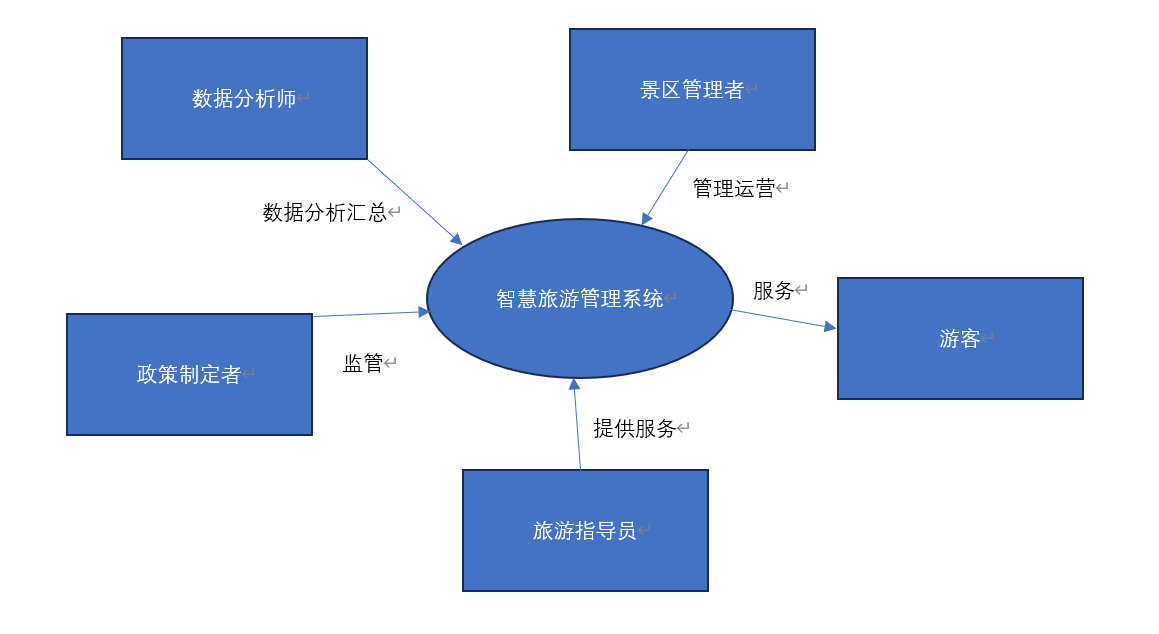 数据分析师
景区管理者
管理运营
数据分析汇总
智慧旅游管理系统
服务
游客
政策制定者
监管
提供服务
旅游指导员